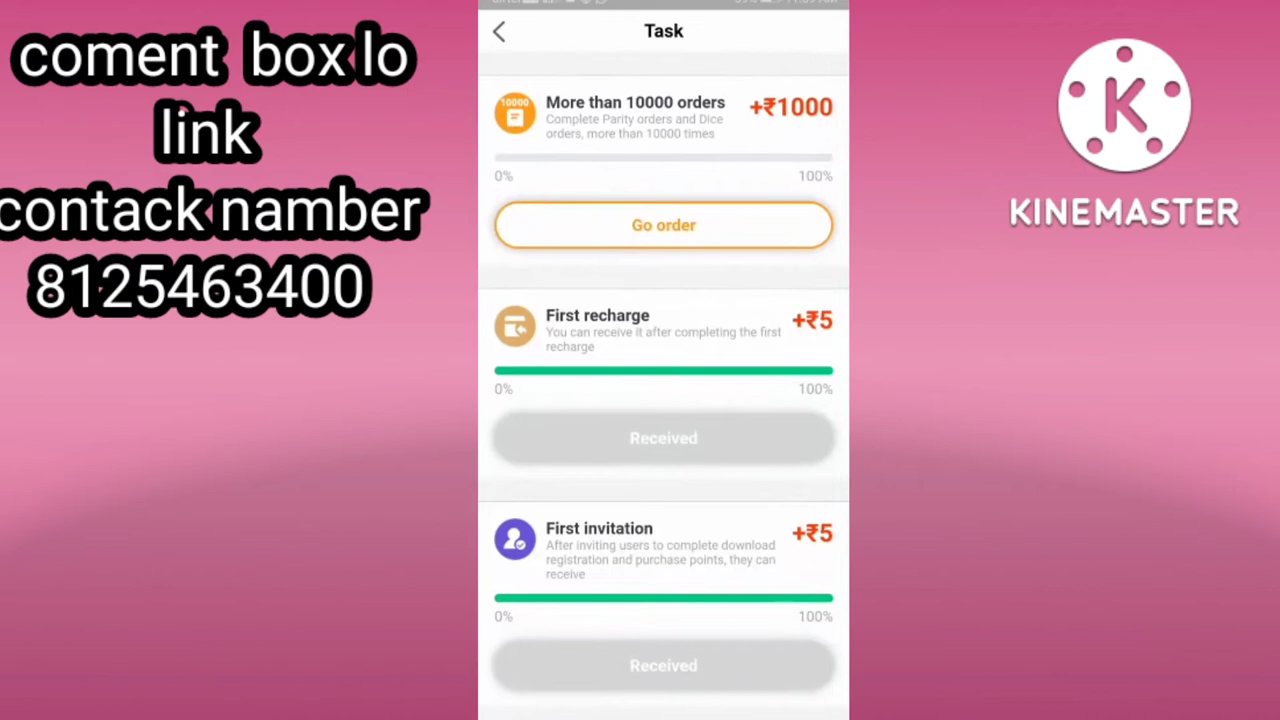 coment box lo
link
contack namber
8125463400
Task
10000
More than 10000 orders
+₹1000
Complete Parity orders and Dice
orders, more than 10000 times
0%
100%
Go order
First recharge
+₹5
You can receive it after completing the first
recharge
0%
100%
Received
First invitation
+₹5
After inviting users to complete download
registration and purchase points, they can
receive
0%
100%
Received
K
KINEMASTER